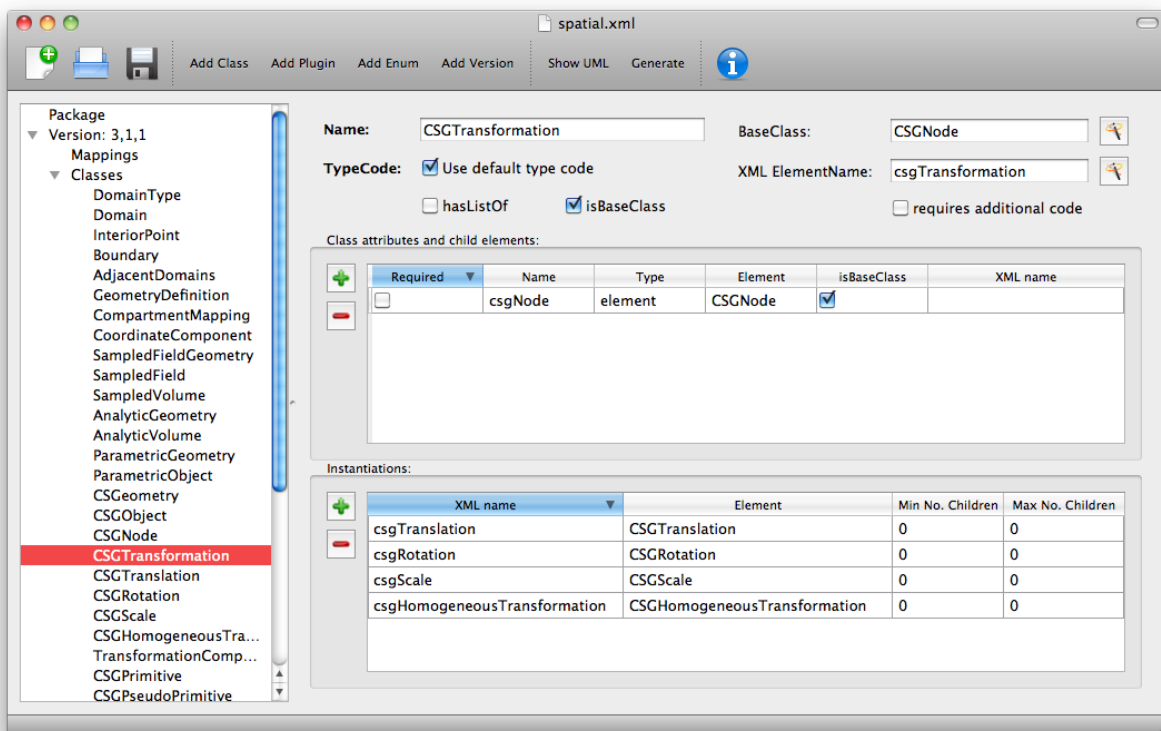 spatial.xml
Add Class Add Plugin Add Enum Add Version Show UML Generate
Package
Version: 3,1,1
Mappings
Classes
DomainType
Domain
InteriorPoint
Boundary
AdjacentDomains
GeometryDefinition
CompartmentMapping
CoordinateComponent
SampledFieldGeometry
SampledField
SampledVolume
AnalyticGeometry
AnalyticVolume
ParametricGeometry
ParametricObject
CSGeometry
CSGObject
CSGNode
CSGTransformation
CSGTranslation
CSGRotation
CSGScale
CSGHomogeneousTra...
TransformationComp...
CSGPrimitive
CSGPseudoPrimitive
Name: CSGTransformation BaseClass: CSGNode
TypeCode: Use default type code XML ElementName: csgTransformation
hasListOf isBaseClass requires additional code
Class attributes and child elements:
Required Name Type Element isBaseClass XML name
csgNode element CSGNode
Instantiations:
XML name Element Min No. Children Max No. Children
csgTranslation CSGTranslation 0 0
csgRotation CSGRotation 0 0
csgScale CSGScale 0 0
csgHomogeneousTransformation CSGHomogeneousTransformation 0 0